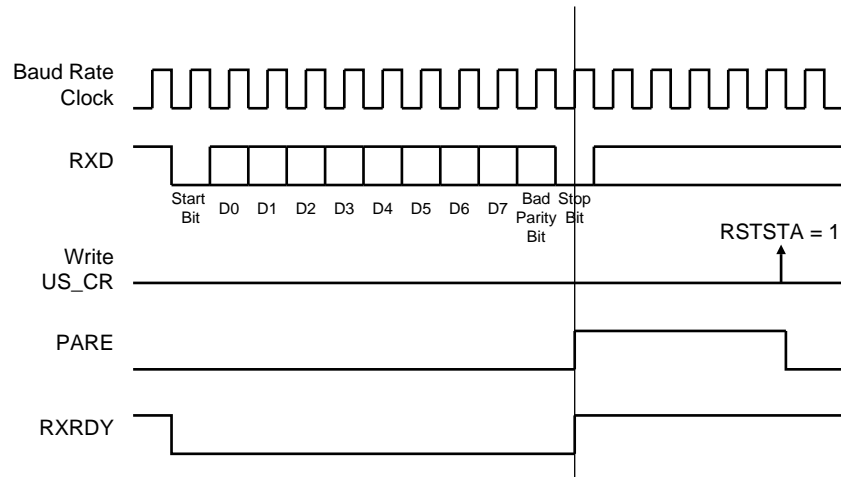 Baud Rate
Clock
RXD
Start
Bit
D0
D1
D2
D3
D4
D5
D6
D7
Bad
Parity
Bit
Stop
Bit
RSTSTA = 1
Write
US_CR
PARE
RXRDY